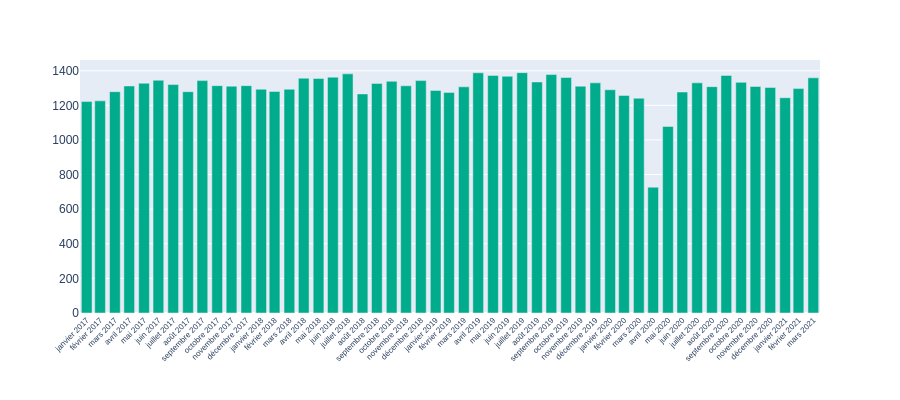 1400
1200
1000
800
600
400
200
0
janvier 2017
février 2017
mars 2017
avril 2017
mai 2017
juin 2017
juillet 2017
août 2017
septembre 2017
octobre 2017
novembre 2017
décembre 2017
janvier 2018
février 2018
mars 2018
avril 2018
mai 2018
juin 2018
juillet 2018
août 2018
septembre 2018
octobre 2018
novembre 2018
décembre 2018
janvier 2019
février 2019
mars 2019
avril 2019
mai 2019
juin 2019
juillet 2019
août 2019
septembre 2019
octobre 2019
novembre 2019
décembre 2019
janvier 2020
février 2020
mars 2020
avril 2020
mai 2020
juin 2020
juillet 2020
août 2020
septembre 2020
octobre 2020
novembre 2020
décembre 2020
janvier 2021
février 2021
mars 2021